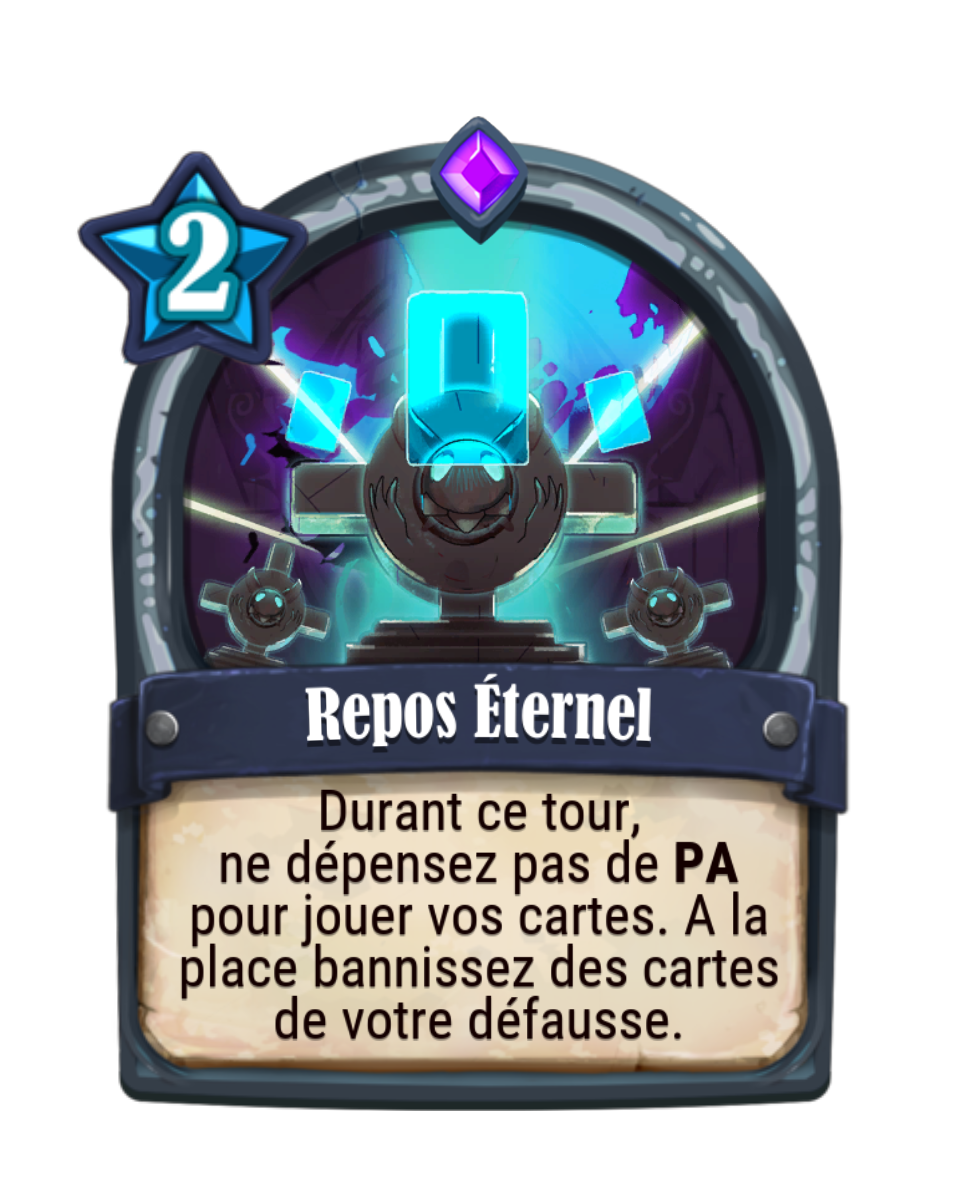 2
Repos Éternel
Durant ce tour,
ne dépensez pas de PA
pour jouer vos cartes. A la
place bannissez des cartes
de votre défausse.